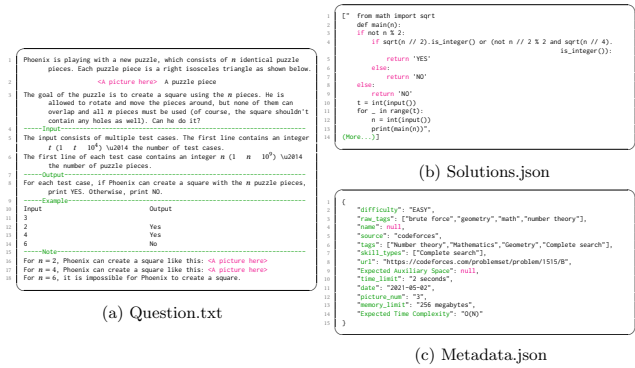 1 Phoenix is playing with a new puzzle, which consists of n identical puzzle
pieces. Each puzzle piece is a right isosceles triangle as shown below.
2 <A picture here> A puzzle piece
3 The goal of the puzzle is to create a square using the n pieces. He is
allowed to rotate and move the pieces around, but none of them can
overlap and all n pieces must be used (of course, the square shouldn't
contain any holes as well). Can he do it?
4 -----Input-----
5 The input consists of multiple test cases. The first line contains an integer
t (1 t 10^4) \u2014 the number of test cases.
6 The first line of each test case contains an integer n (1 n 10^9) \u2014
the number of puzzle pieces.
7 -----Output-----
8 For each test case, if Phoenix can create a square with the n puzzle pieces,
print YES. Otherwise, print NO.
9 -----Example-----
10 Input Output
11 3
12 2 Yes
13 4 Yes
14 6 No
15 -----Note-----
16 For n = 2, Phoenix can create a square like this: <A picture here>
17 For n = 4, Phoenix can create a square like this: <A picture here>
18 For n = 6, it is impossible for Phoenix to create a square.
(a) Question.txt
1 [" from math import sqrt
2 def main(n):
3 if not n % 2:
4 if sqrt(n // 2).is_integer() or (not n // 2 % 2 and sqrt(n // 4).
is_integer()):
5 return 'YES'
6 else:
7 return 'NO'
8 else:
9 return 'NO'
10 t = int(input())
11 for _ in range(t):
12 n = int(input())
13 print(main(n))",
14 (More...)]
(b) Solutions.json
1 {
2 "difficulty": "EASY",
3 "raw_tags": ["brute force","geometry","math","number theory"],
4 "name": null,
5 "source": "codeforces",
6 "tags": ["Number theory","Mathematics","Geometry","Complete search"],
7 "skill_types": ["Complete search"],
8 "url": "https://codeforces.com/problemset/problem/1515/B",
9 "Expected Auxiliary Space": null,
10 "time_limit": "2 seconds",
11 "date": "2021-05-02",
12 "picture_num": "3",
13 "memory_limit": "256 megabytes",
14 "Expected Time Complexity": "O(N)"
15 }
(c) Metadata.json